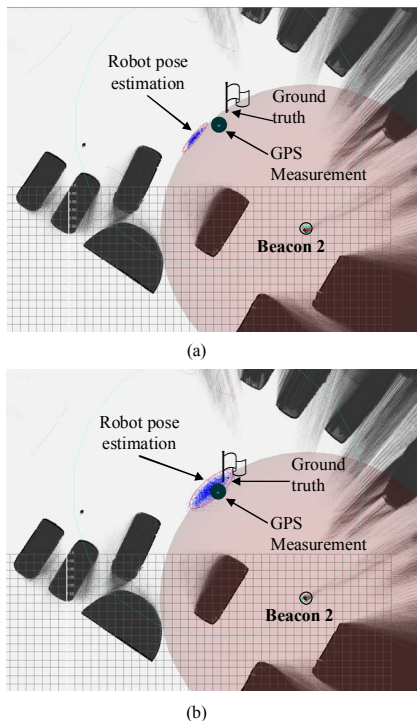 Robot pose
estimation
Ground
truth
GPS
Measurement
Beacon 2
(a)
Robot pose
estimation
Ground
truth
GPS
Measurement
Beacon 2
(b)